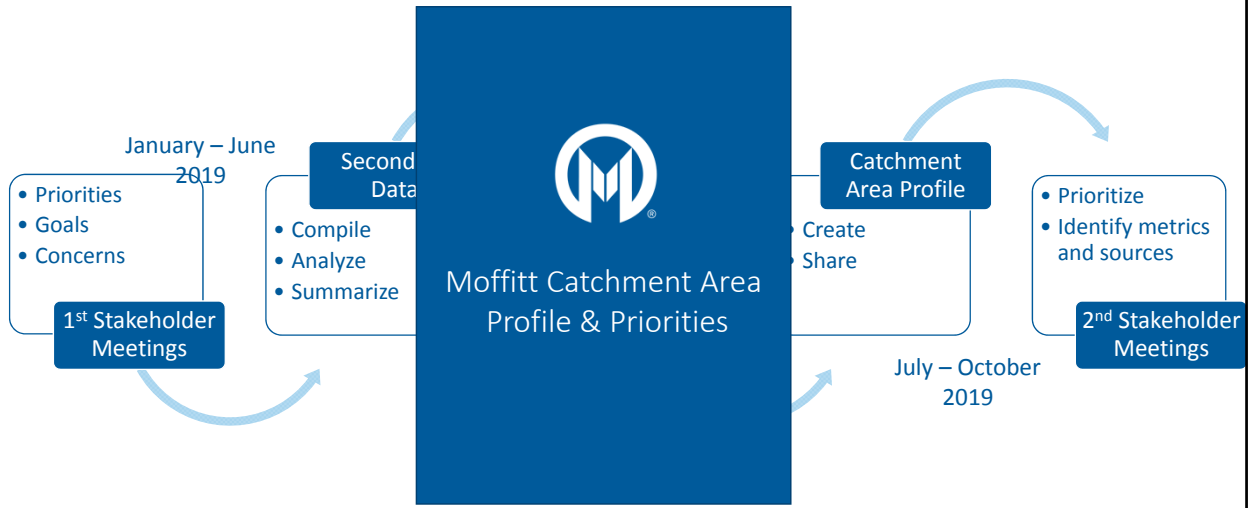 January – June
2019
• Priorities
• Goals
• Concerns
1st Stakeholder
Meetings
Second
Data
• Compile
• Analyze
• Summarize
®
Moffitt Catchment Area
Profile & Priorities
Catchment
Area Profile
• Create
• Share
July – October
2019
• Prioritize
• Identify metrics
and sources
2nd Stakeholder
Meetings